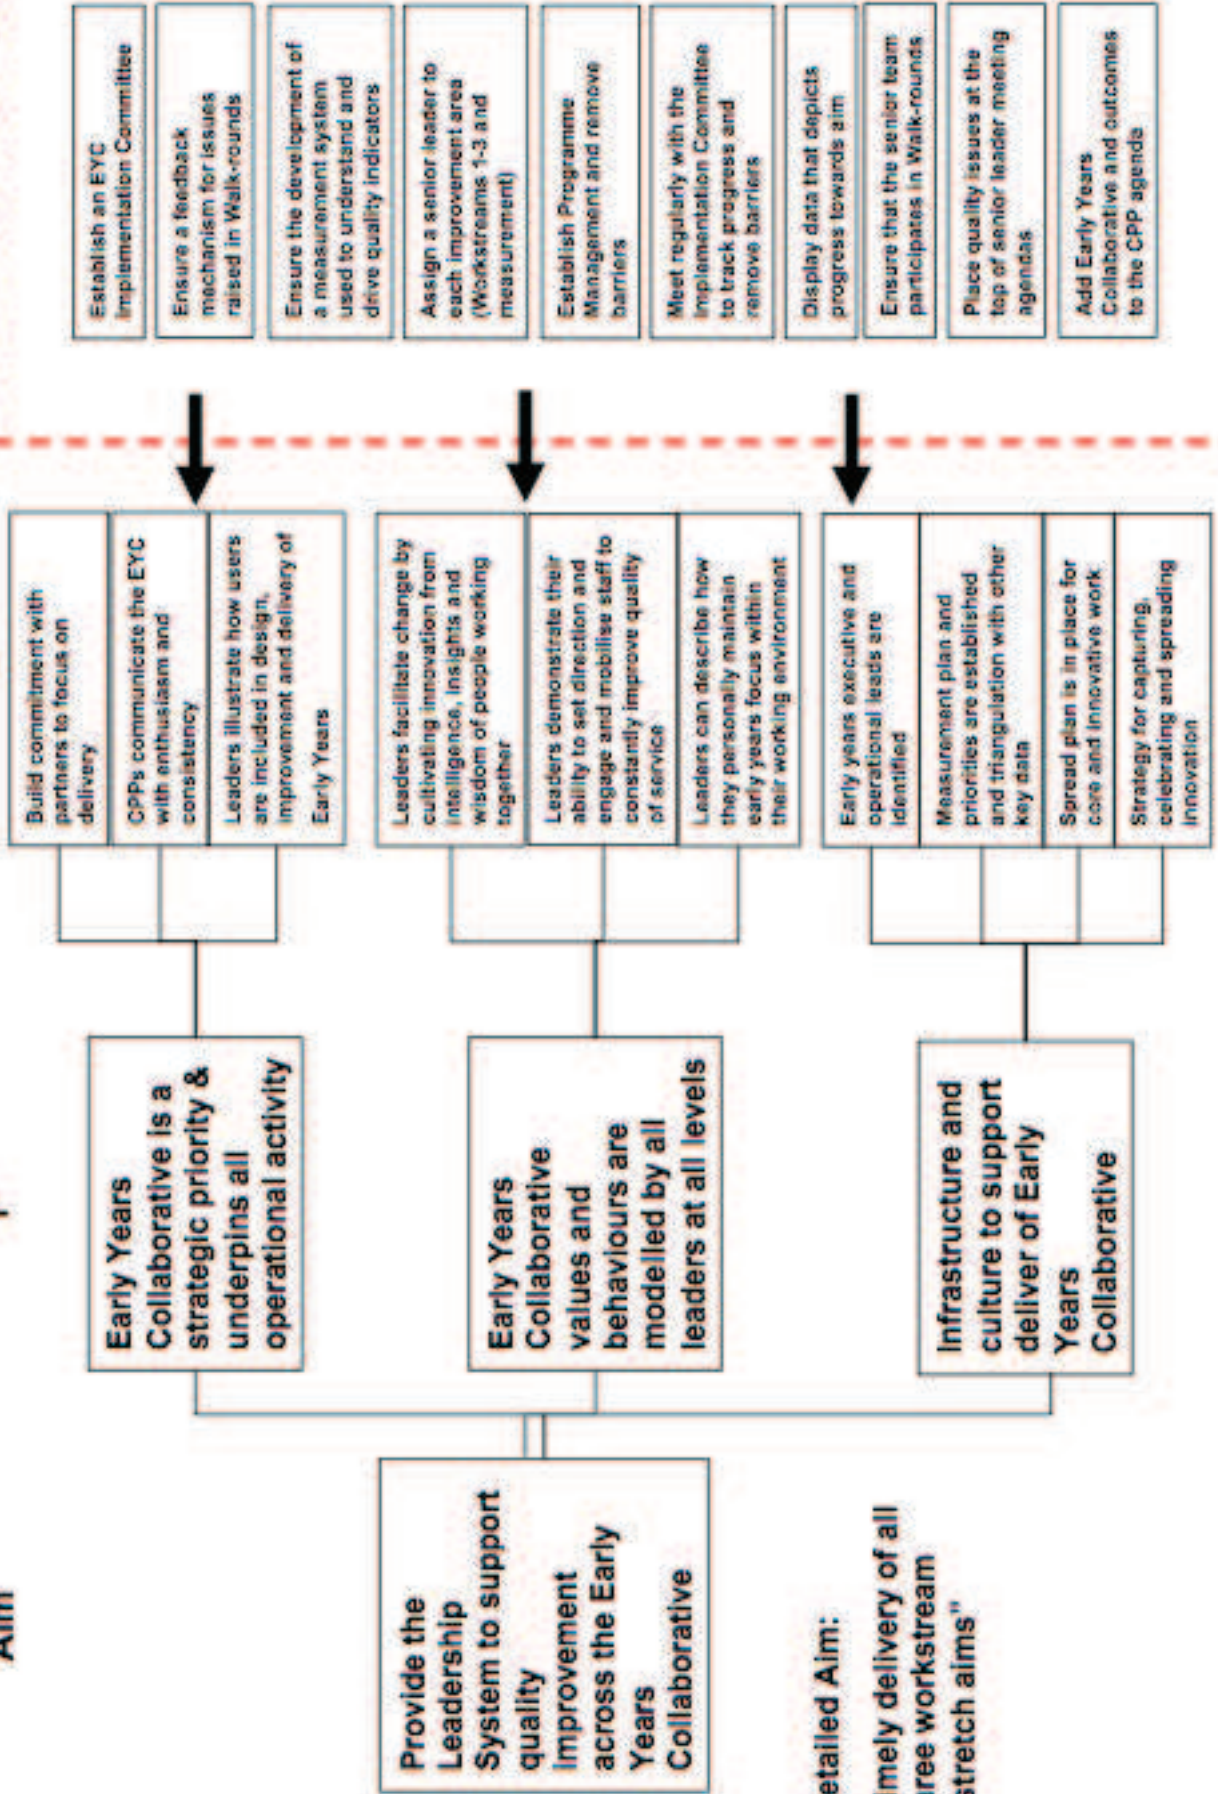 Aim
Provide the
Leadership
System to support
quality
Improvement
across the Early
Years
Collaborative
etailed Aim:
imely delivery of all
ree workstream
stretch aims"
Early Years
Collaborative is a
strategic priority &
underpins all
operational activity
Early Years
Collaborative
values and
behaviours are
modelled by all
leaders at all levels
Infrastructure and
culture to support
deliver of Early
Years
Collaborative
Build commitment with
partners to focus on
delivery
CPPs communicate the EYC
with enthusiasm and
consistency
Leaders illustrate how users
are included in design,
improvement and delivery of
Early Years
Leaders facilitate change by
cultivating innovation from
intelligence, insights and
wisdom of people working
together
Leaders demonstrate their
ability to set direction and
engage and mobilise staff to
constantly improve quality
of service
Leaders can describe how
they personally maintain
early years focus within
their working environment
Early years executive and
operational leads are
identified
Measurement plan and
priorities are established
and triangulation with other
key data
Spread plan is in place for
core and innovative work
Strategy for capturing,
celebrating and spreading
innovation
Establish an EYC
Implementation Committee
Ensure a feedback
mechanism for issues
raised in Walk-rounds
Ensure the development of
a measurement system
used to understand and
drive quality indicators
Assign a senior leader to
each improvement area
(Workstreams 1-3 and
measurement)
Establish Programme
Management and remove
barriers
Meet regularly with the
Implementation Committee
to track progress and
remove barriers
Display data that depicts
progress towards aim
Ensure that the senior team
participates in Walk-rounds
Place quality issues at the
top of senior leader meeting
agendas
Add Early Years
Collaborative and outcomes
to the CPP agenda